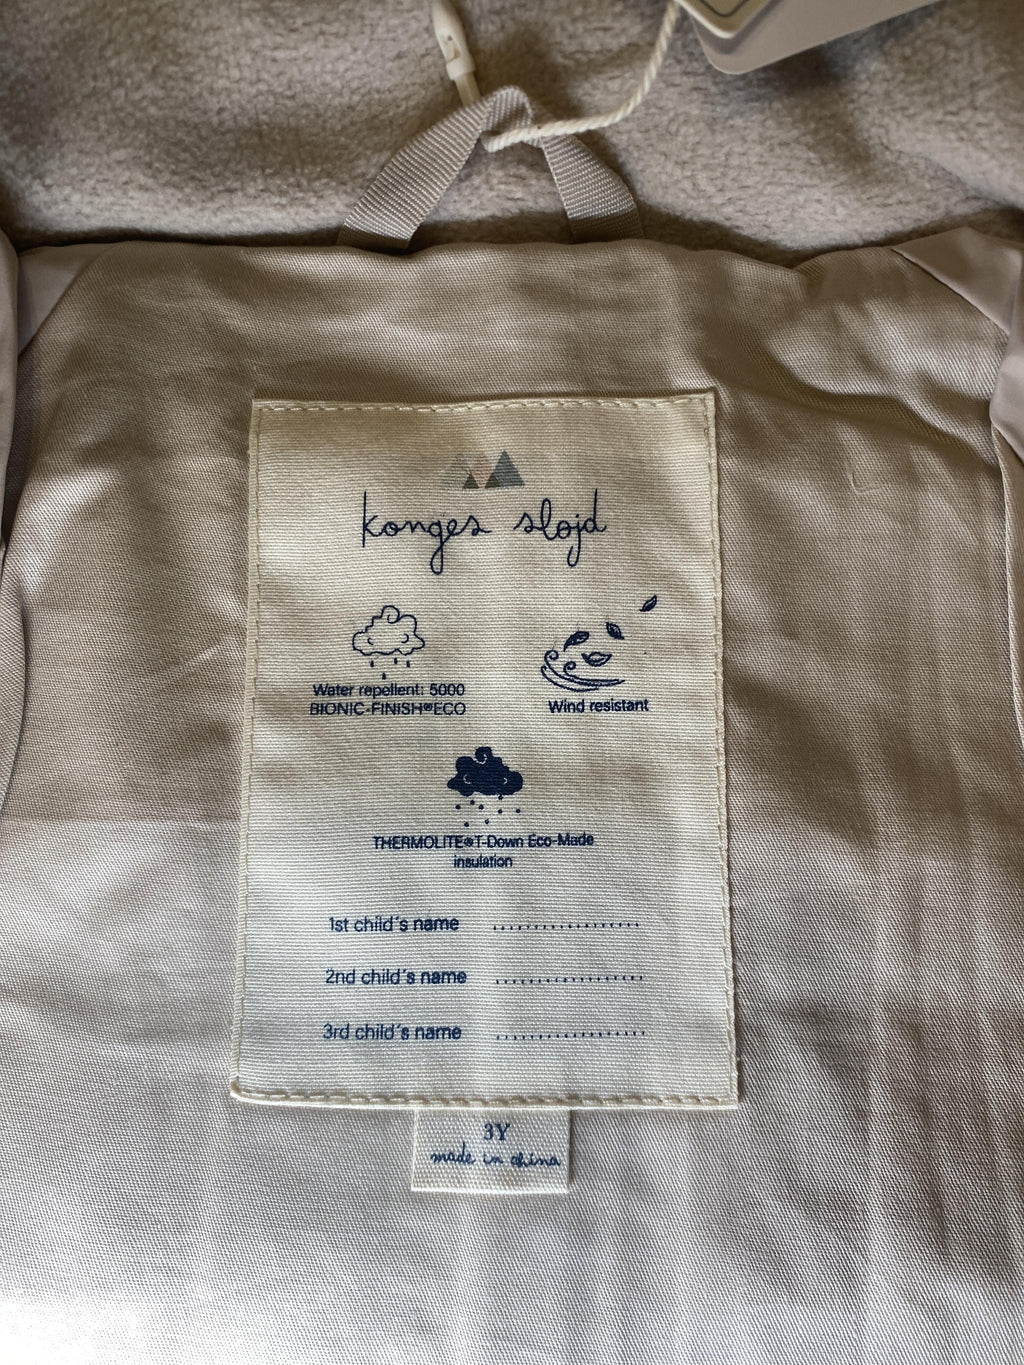 konges sløjd
Water repellent: 5000
BIONIC-FINISH®ECO
Wind resistant
THERMOLITE®T-Down Eco-Made
insulation
1st child´s name ..................
2nd child´s name ..................
3rd child´s name ..................
3Y
made in china